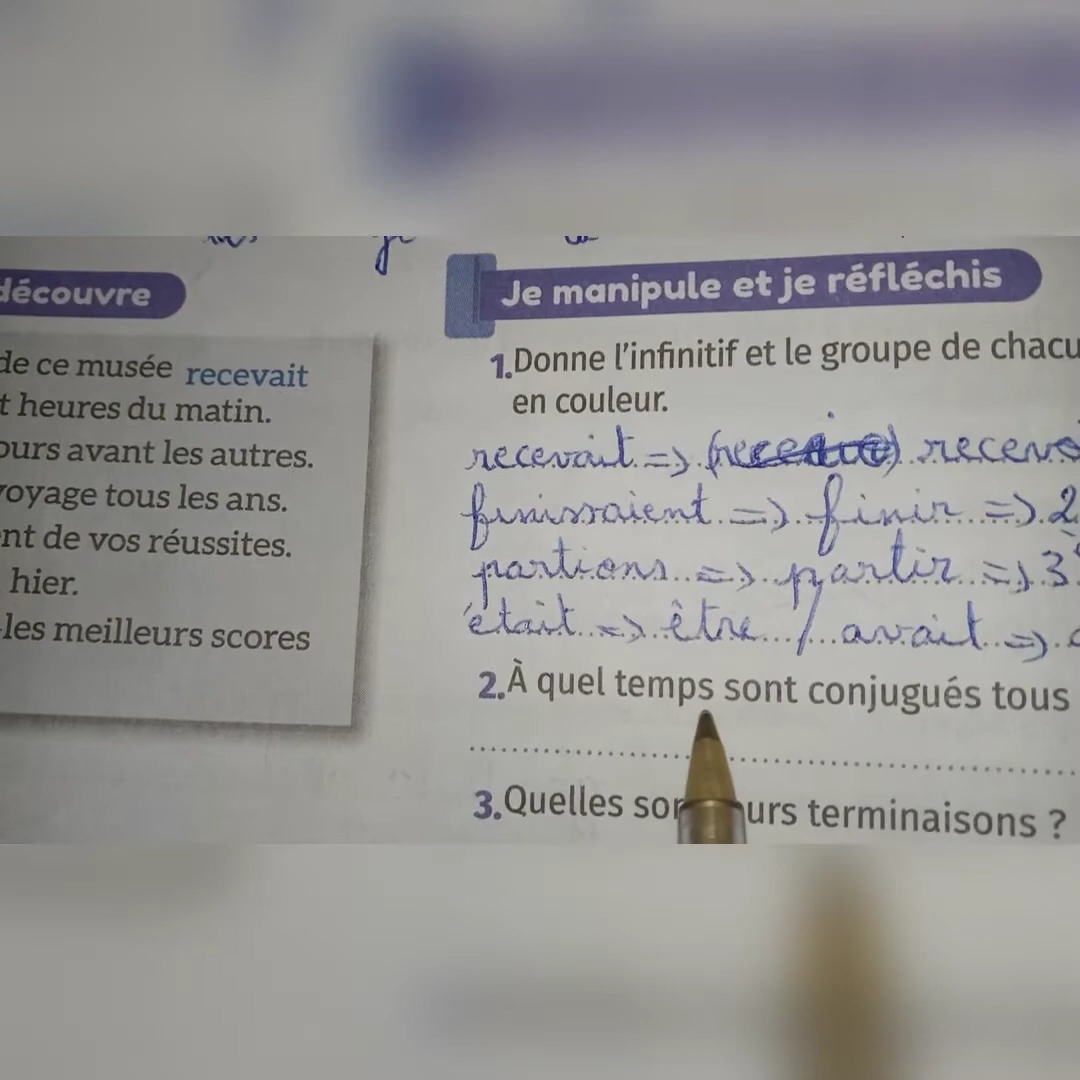 découvre
de ce musée recevait
t heures du matin.
ours avant les autres.
voyage tous les ans.
nt de vos réussites.
hier.
les meilleurs scores
Je manipule et je réfléchis
1. Donne l'infinitif et le groupe de chacu
en couleur.
recevait => recevo
finissaient => finir => 2
partions => partir => 3
était => être / avait =>
2. À quel temps sont conjugués tous
3. Quelles sont urs terminaisons ?